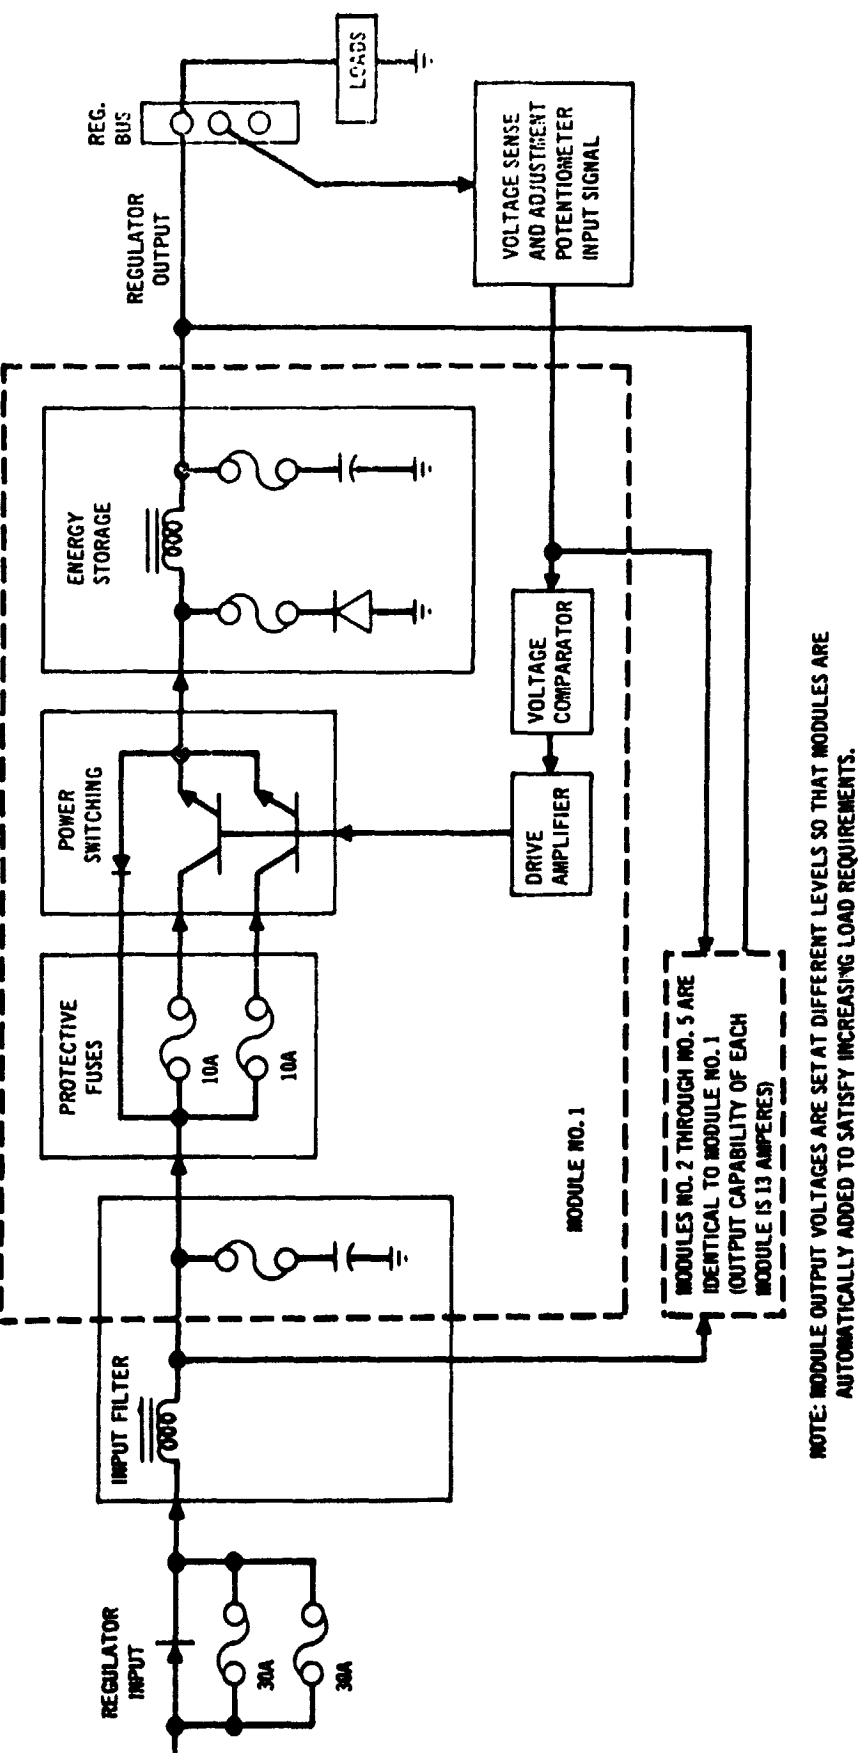 REGULATOR
INPUT
30A
30A
INPUT FILTER
PROTECTIVE
FUSES
10A
10A
POWER
SWITCHING
ENERGY
STORAGE
DRIVE
AMPLIFIER
VOLTAGE
COMPARATOR
MODULE NO. 1
REGULATOR
OUTPUT
REG.
BUS
LOADS
VOLTAGE SENSE
AND ADJUSTMENT
POTENTIOMETER
INPUT SIGNAL
MODULES NO. 2 THROUGH NO. 5 ARE
IDENTICAL TO MODULE NO. 1
(OUTPUT CAPABILITY OF EACH
MODULE IS 13 AMPERES)
NOTE: MODULE OUTPUT VOLTAGES ARE SET AT DIFFERENT LEVELS SO THAT MODULES ARE
AUTOMATICALLY ADDED TO SATISFY INCREASING LOAD REQUIREMENTS.